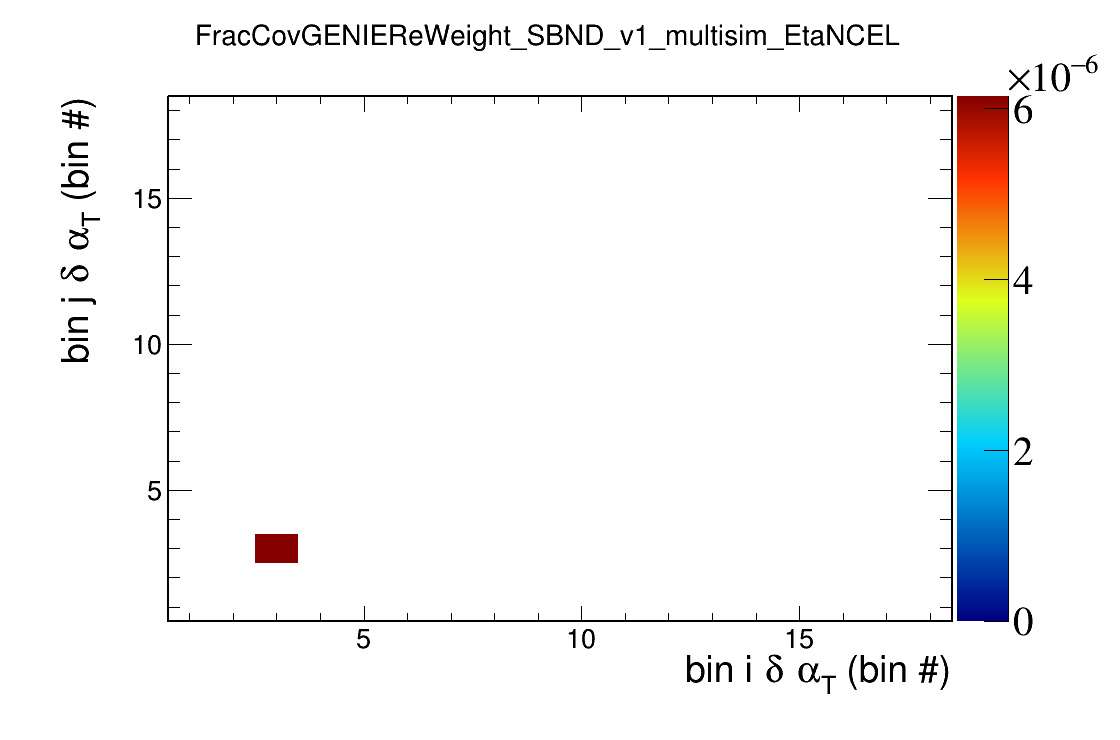 FracCovGENIEReWeight_SBND_v1_multisim_EtaNCEL
×10⁻⁶
bin j δ α_T (bin #)
15
10
5
6
4
2
0
5 10 15
bin i δ α_T (bin #)